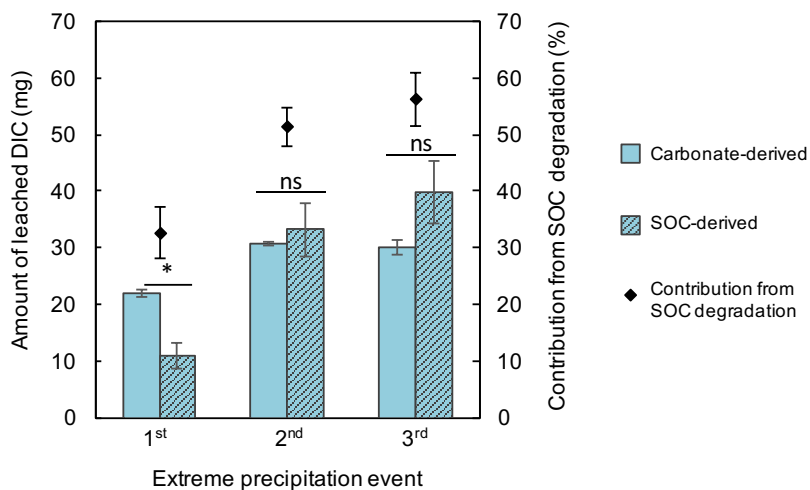 Amount of leached DIC (mg)
70
60
50
40
30
20
10
0
*
ns
ns
1st
2nd
3rd
Extreme precipitation event
70
60
50
40
30
20
10
0
Contribution from SOC degradation (%)
Carbonate-derived
SOC-derived
Contribution from
SOC degradation